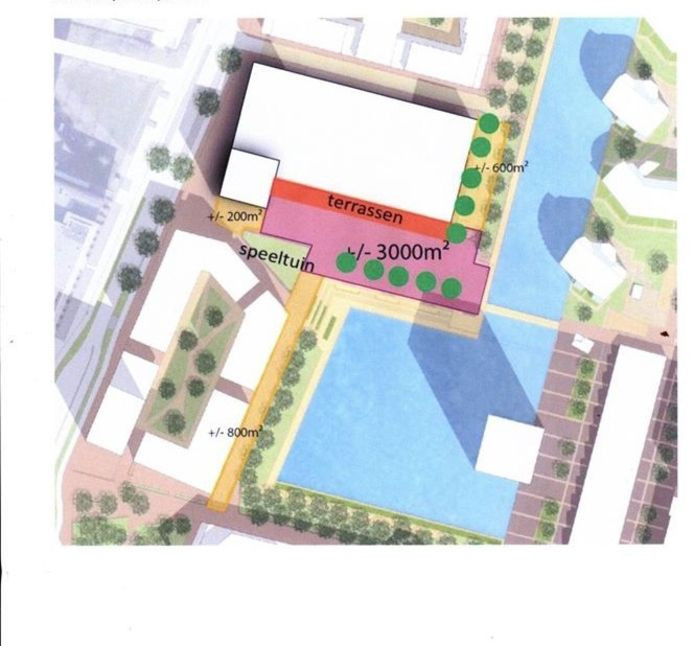 +/- 600m²
terrassen
+/- 200m²
+/- 3000m²
speeltuin
+/- 800m²